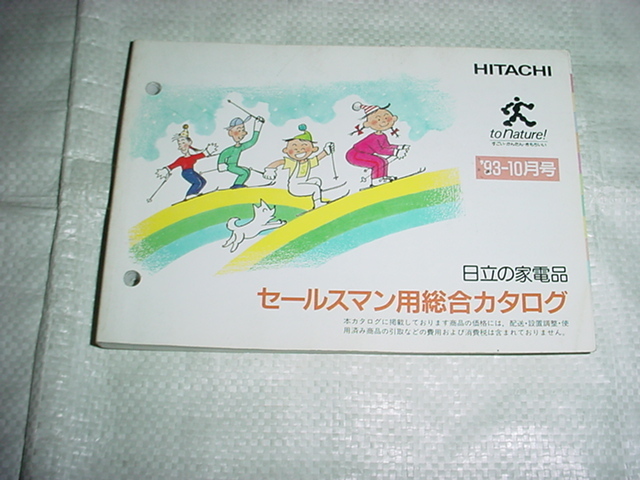 HITACHI
to nature!
'93-10月号
日立の家電品
セールスマン用総合カタログ
本カタログに掲載しております商品の価格には、配送・設置調整・使
用済み商品の引取などの費用および消費税は含まれておりません。